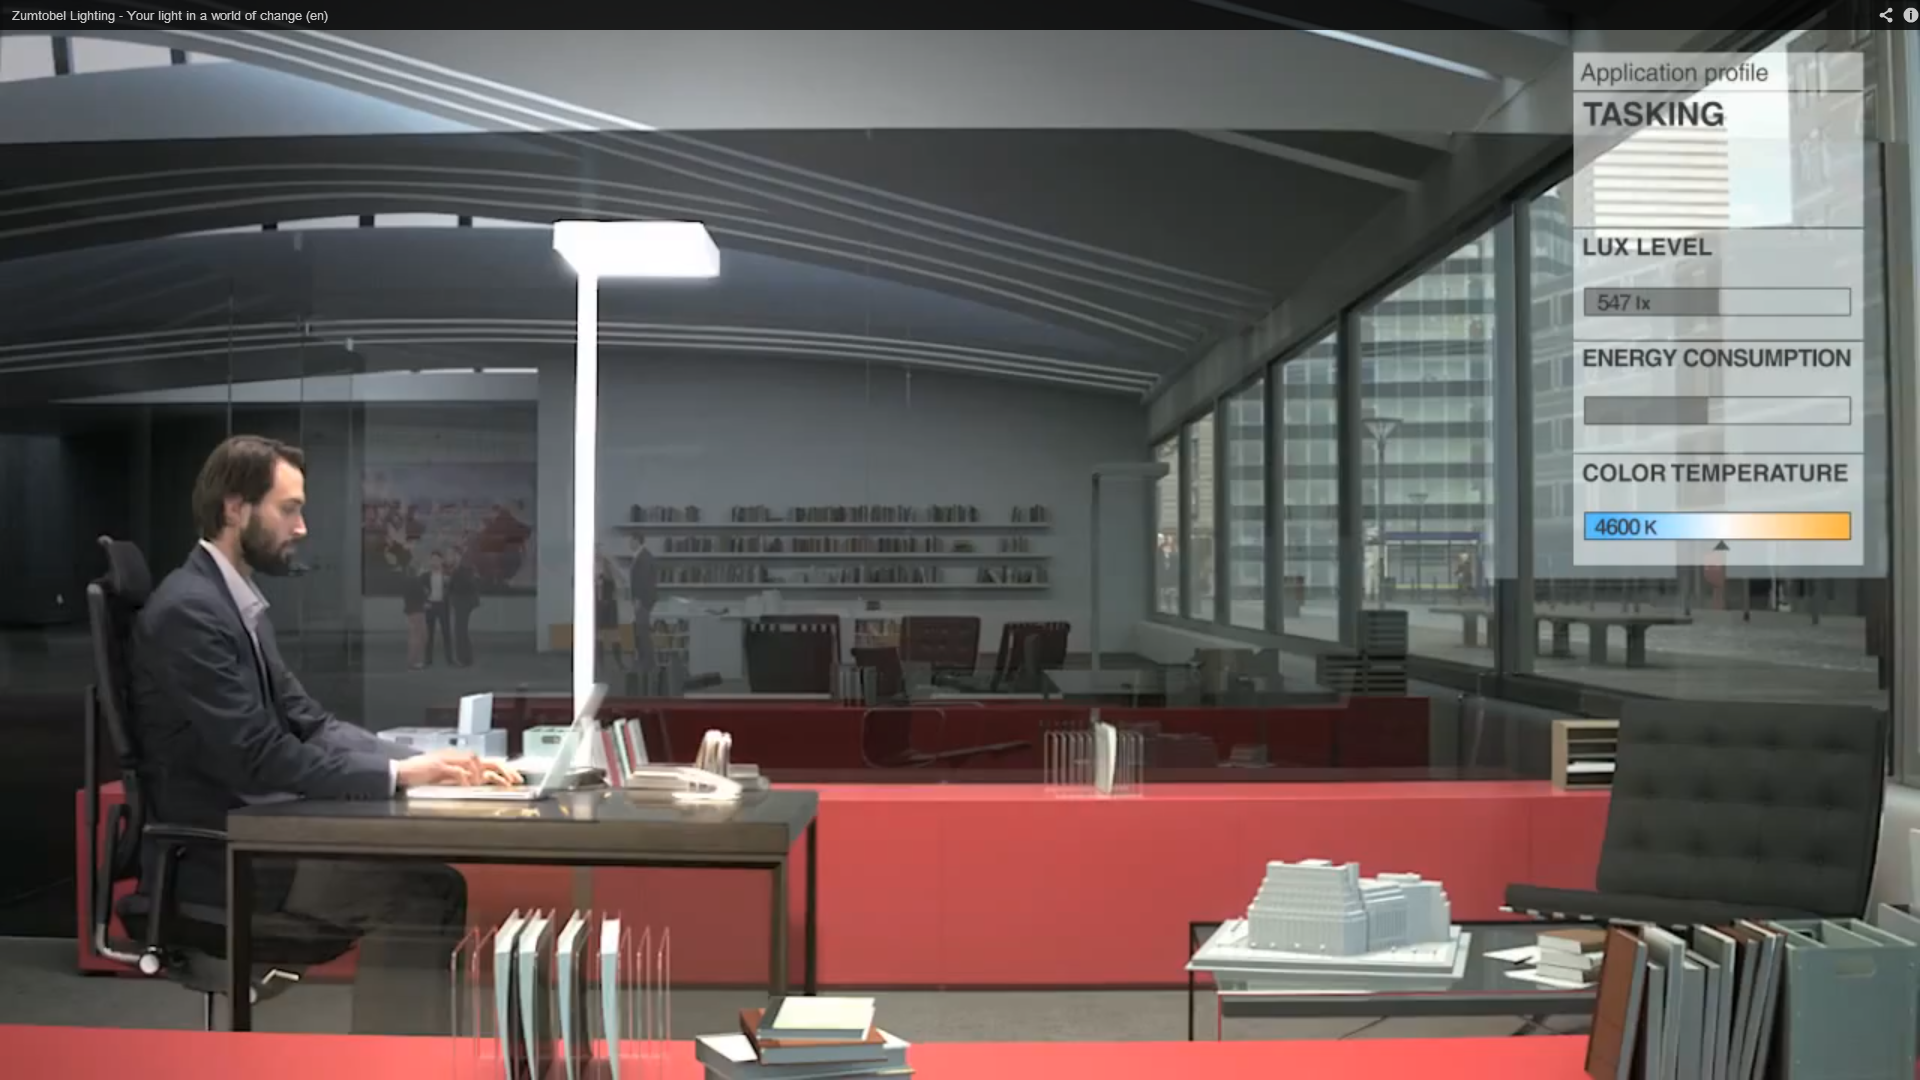 Zumtobel Lighting - Your light in a world of change (en)
Application profile
TASKING
LUX LEVEL
547 lx
ENERGY CONSUMPTION
COLOR TEMPERATURE
4600 K